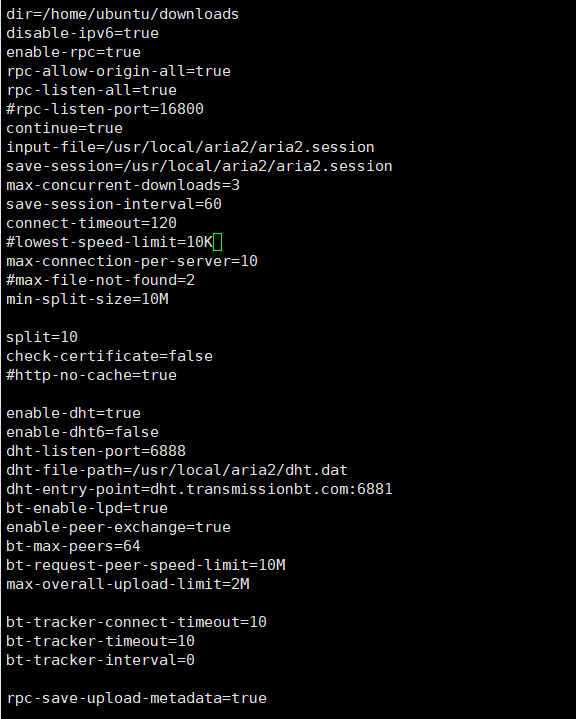 dir=/home/ubuntu/downloads
disable-ipv6=true
enable-rpc=true
rpc-allow-origin-all=true
rpc-listen-all=true
#rpc-listen-port=16800
continue=true
input-file=/usr/local/aria2/aria2.session
save-session=/usr/local/aria2/aria2.session
max-concurrent-downloads=3
save-session-interval=60
connect-timeout=120
#lowest-speed-limit=10K
max-connection-per-server=10
#max-file-not-found=2
min-split-size=10M
split=10
check-certificate=false
#http-no-cache=true
enable-dht=true
enable-dht6=false
dht-listen-port=6888
dht-file-path=/usr/local/aria2/dht.dat
dht-entry-point=dht.transmissionbt.com:6881
bt-enable-lpd=true
enable-peer-exchange=true
bt-max-peers=64
bt-request-peer-speed-limit=10M
max-overall-upload-limit=2M
bt-tracker-connect-timeout=10
bt-tracker-timeout=10
bt-tracker-interval=0
rpc-save-upload-metadata=true